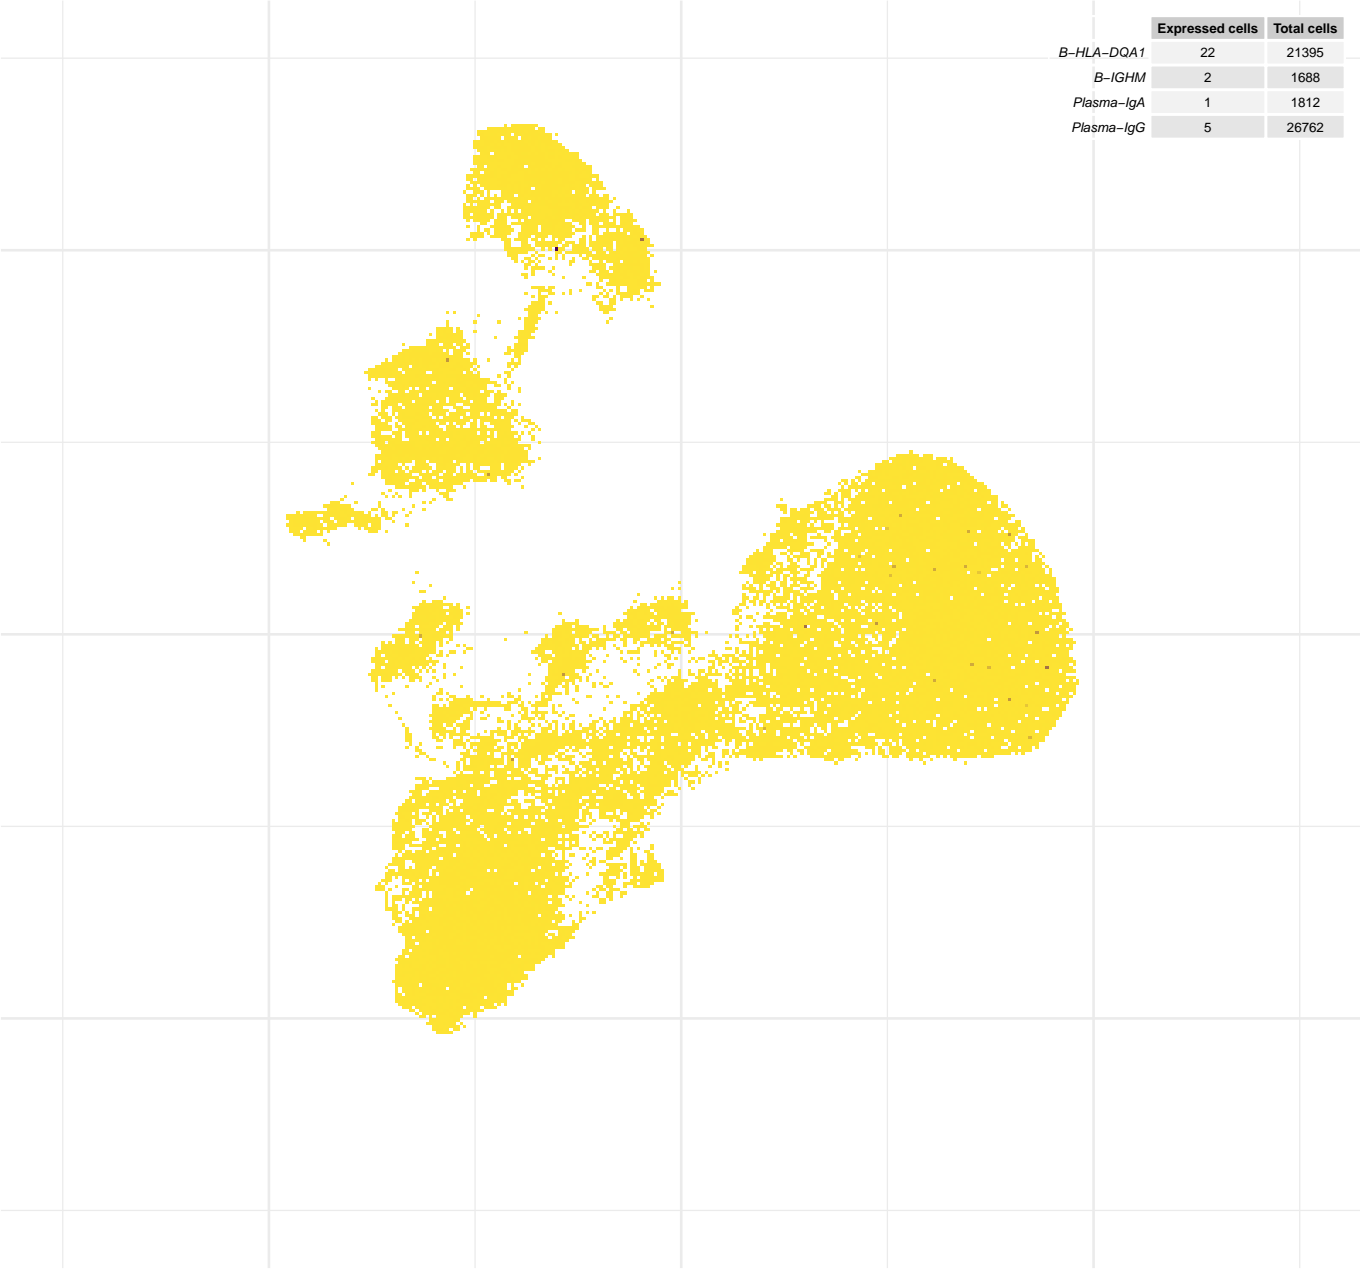 Expressed cells Total cells
B−HLA−DQA1 22 21395
B−IGHM 2 1688
Plasma−IgA 1 1812
Plasma−IgG 5 26762